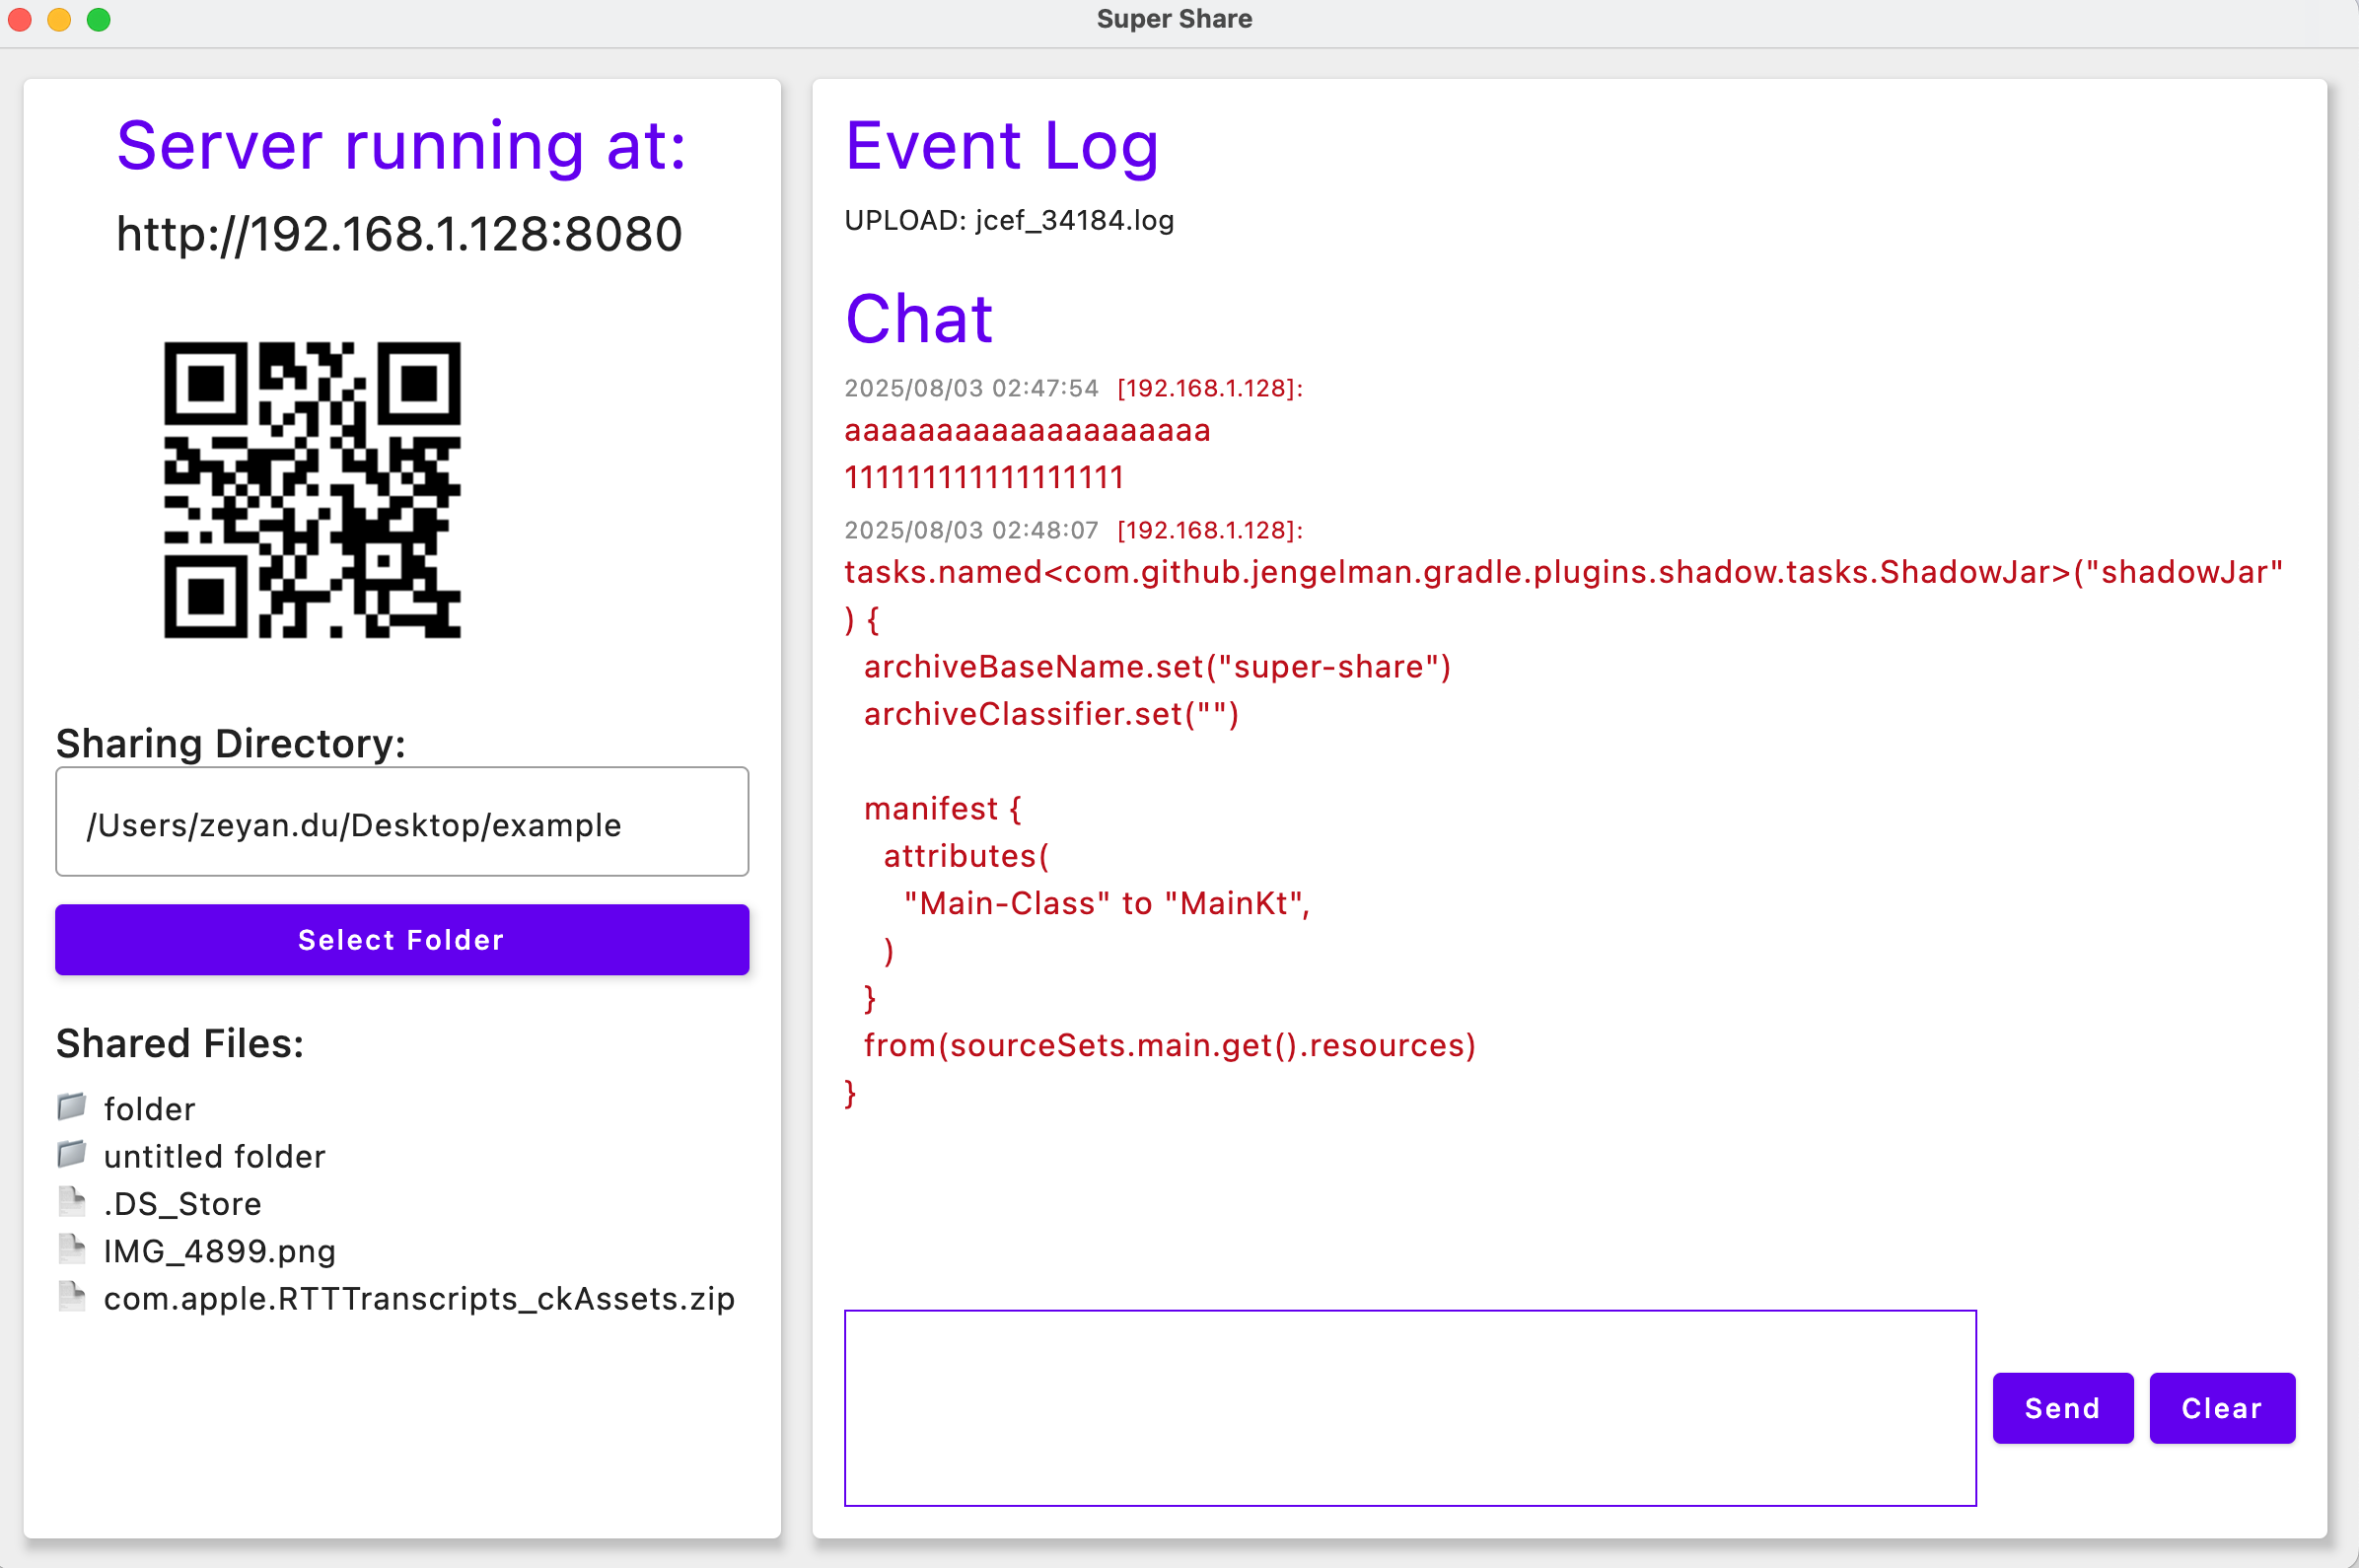 Super Share
Server running at:
http://192.168.1.128:8080
Sharing Directory:
/Users/zeyan.du/Desktop/example
Select Folder
Shared Files:
folder
untitled folder
.DS_Store
IMG_4899.png
com.apple.RTTTranscripts_ckAssets.zip
Event Log
UPLOAD: jcef_34184.log
Chat
2025/08/03 02:47:54 [192.168.1.128]:
aaaaaaaaaaaaaaaaaaaa
111111111111111111
2025/08/03 02:48:07 [192.168.1.128]:
tasks.named<com.github.jengelman.gradle.plugins.shadow.tasks.ShadowJar>("shadowJar"
) {
  archiveBaseName.set("super-share")
  archiveClassifier.set("")
  manifest {
    attributes(
      "Main-Class" to "MainKt",
    )
  }
  from(sourceSets.main.get().resources)
}
Send
Clear